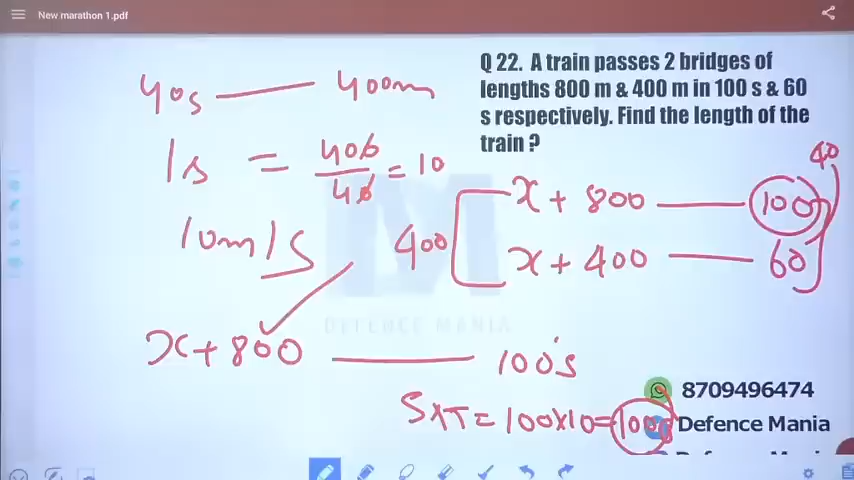 New marathon 1.pdf
Q 22. A train passes 2 bridges of
lengths 800 m & 400 m in 100 s & 60
s respectively. Find the length of the
train ?
40s — 400m
1s = 400/40 = 10
10m/s
40
400 [ x + 800 — 100
x + 400 — 60 ]
DEFENCE MANIA
x + 800 — 100s
S×T = 100×10 = 1000
8709496474
Defence Mania